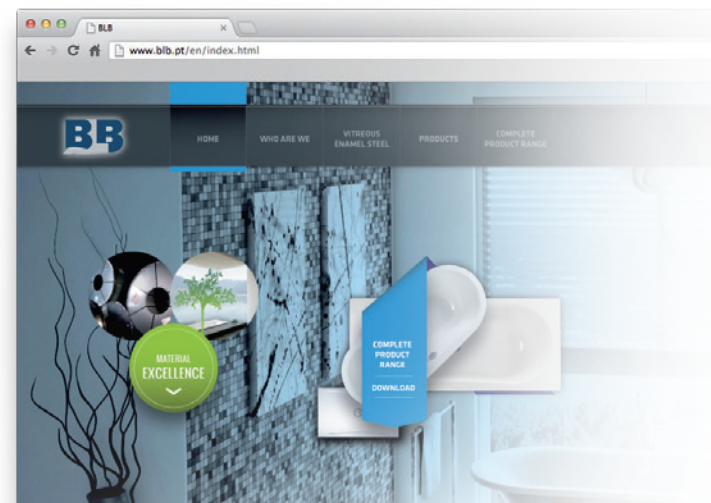 BLB
www.blb.pt/en/index.html
BB
HOME
WHO ARE WE
VITREOUS
ENAMEL STEEL
PRODUCTS
COMPLETE
PRODUCT RANGE
MATERIAL
EXCELLENCE
COMPLETE
PRODUCT
RANGE
DOWNLOAD